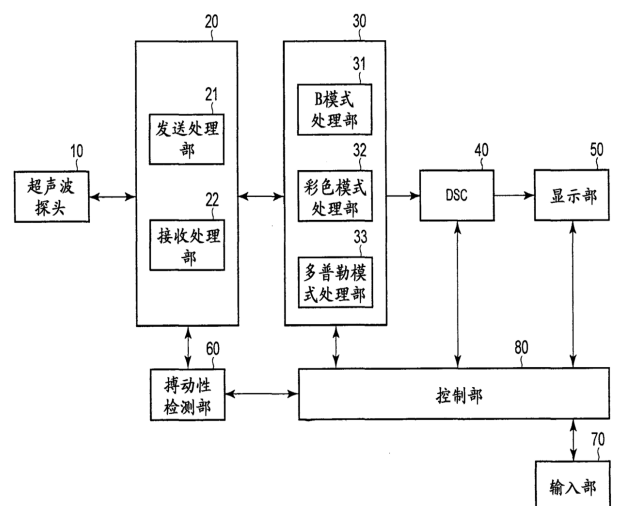 20
30
21
发送处理
部
22
接收处理
部
31
B模式
处理部
32
彩色模式
处理部
33
多普勒模
式处理部
10
超声波
探头
40
DSC
50
显示部
60
搏动性
检测部
80
控制部
70
输入部